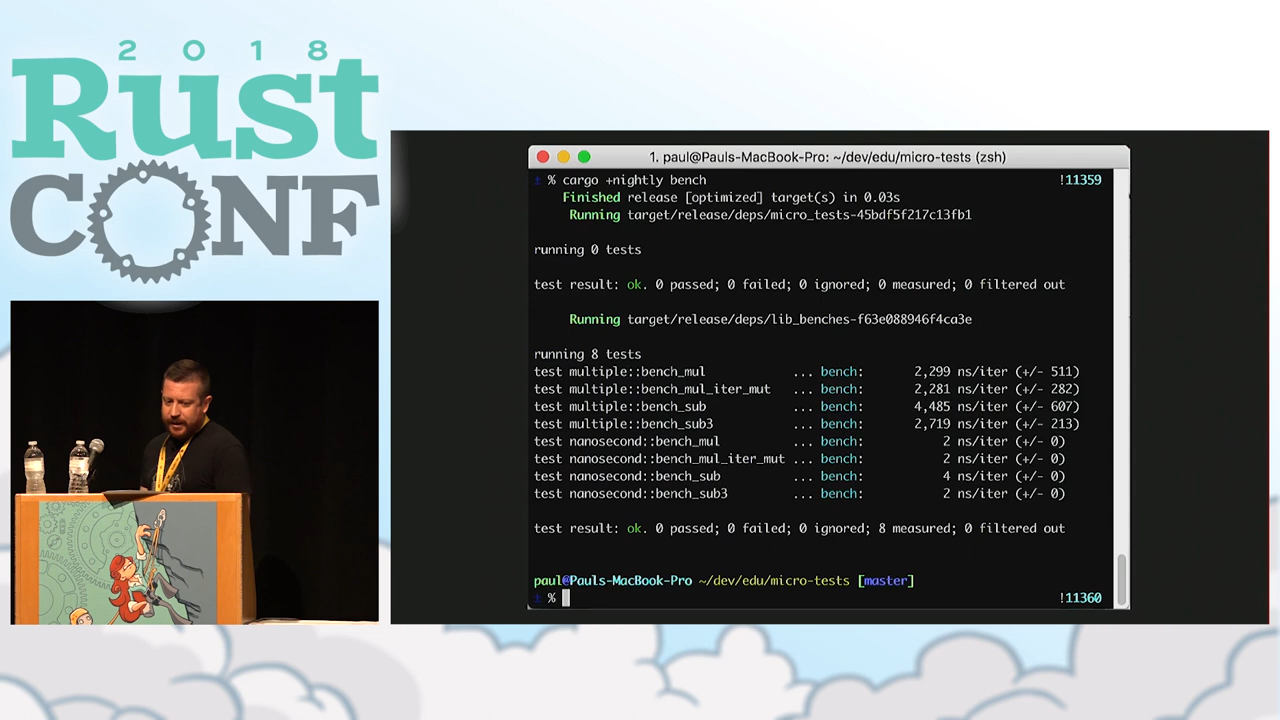 2018
Rust
CONF
1. paul@Pauls-MacBook-Pro: ~/dev/edu/micro-tests (zsh)
± % cargo +nightly bench !11359
Finished release [optimized] target(s) in 0.03s
Running target/release/deps/micro_tests-45bdf5f217c13fb1
running 0 tests
test result: ok. 0 passed; 0 failed; 0 ignored; 0 measured; 0 filtered out
Running target/release/deps/lib_benches-f63e088946f4ca3e
running 8 tests
test multiple::bench_mul ... bench: 2,299 ns/iter (+/- 511)
test multiple::bench_mul_iter_mut ... bench: 2,281 ns/iter (+/- 282)
test multiple::bench_sub ... bench: 4,485 ns/iter (+/- 607)
test multiple::bench_sub3 ... bench: 2,719 ns/iter (+/- 213)
test nanosecond::bench_mul ... bench: 2 ns/iter (+/- 0)
test nanosecond::bench_mul_iter_mut ... bench: 2 ns/iter (+/- 0)
test nanosecond::bench_sub ... bench: 4 ns/iter (+/- 0)
test nanosecond::bench_sub3 ... bench: 2 ns/iter (+/- 0)
test result: ok. 0 passed; 0 failed; 0 ignored; 8 measured; 0 filtered out
paul@Pauls-MacBook-Pro ~/dev/edu/micro-tests [master]
± % !11360